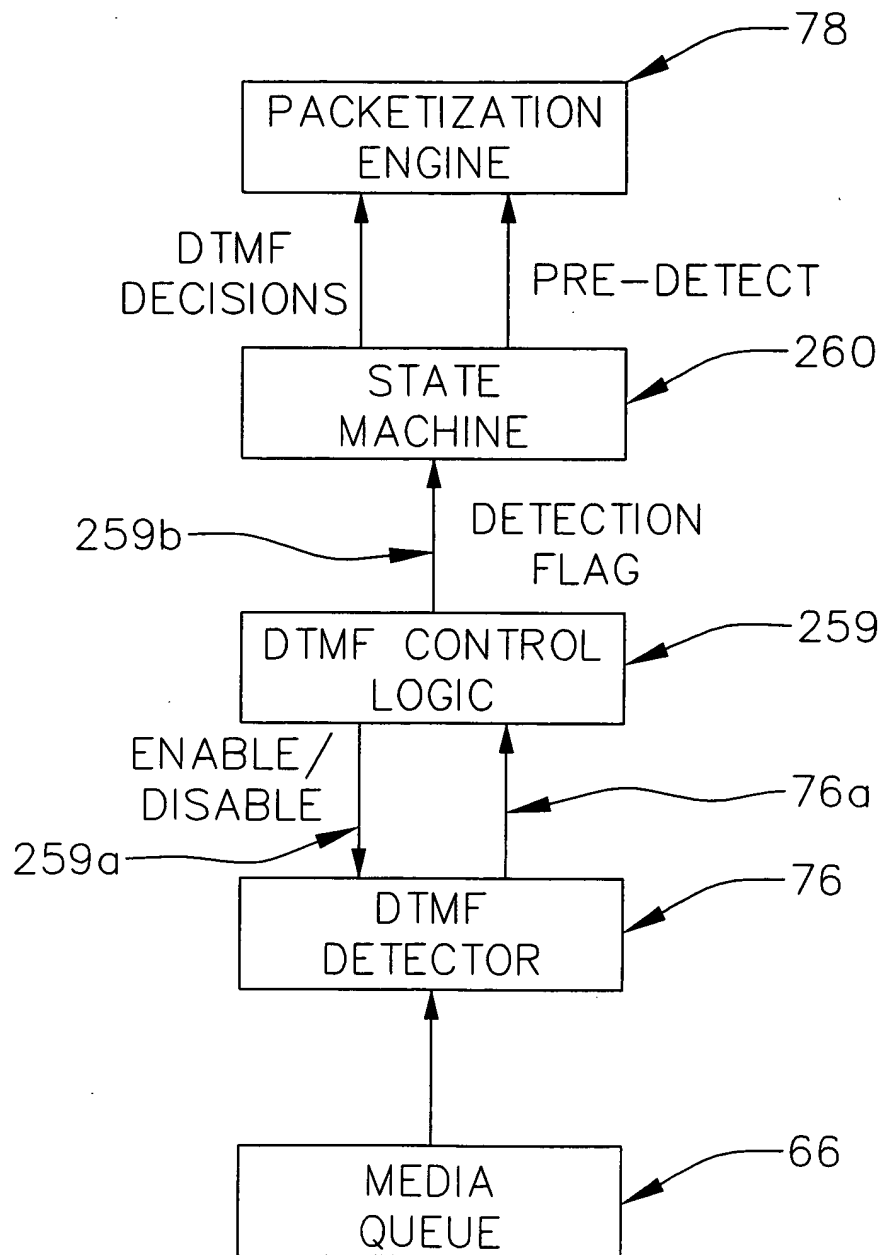 78
PACKETIZATION
ENGINE
DTMF
DECISIONS
PRE-DETECT
260
STATE
MACHINE
259b
DETECTION
FLAG
259
DTMF CONTROL
LOGIC
ENABLE/
DISABLE
76a
259a
76
DTMF
DETECTOR
66
MEDIA
QUEUE